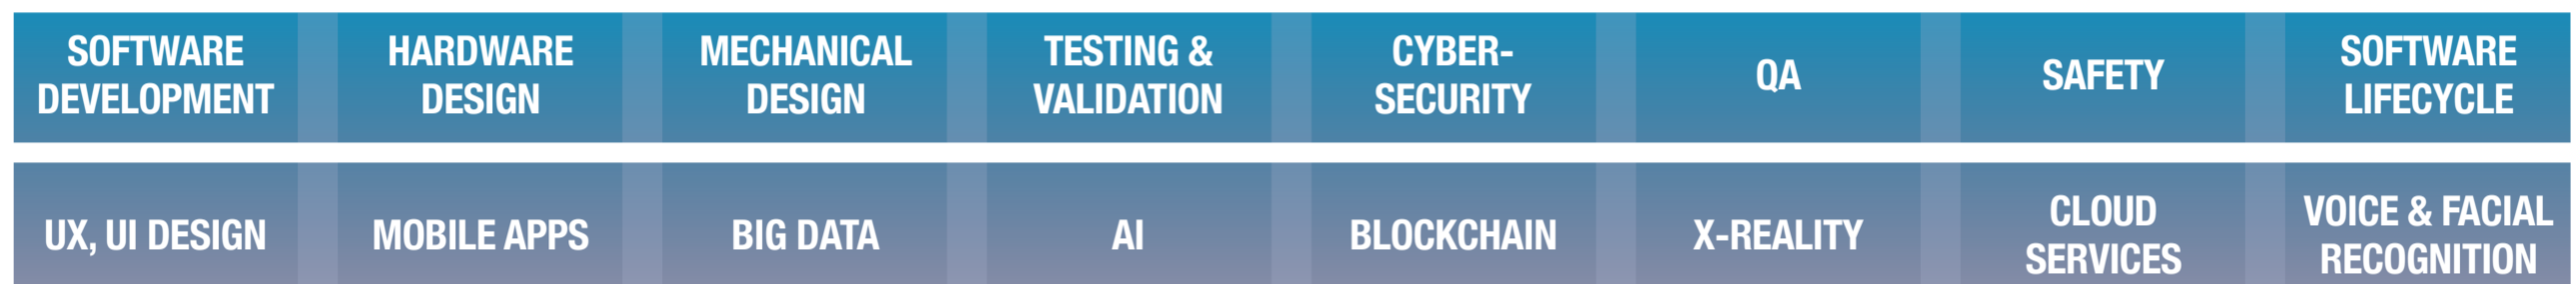 SOFTWARE
DEVELOPMENT
HARDWARE
DESIGN
MECHANICAL
DESIGN
TESTING &
VALIDATION
CYBER-
SECURITY
QA
SAFETY
SOFTWARE
LIFECYCLE
UX, UI DESIGN
MOBILE APPS
BIG DATA
AI
BLOCKCHAIN
X-REALITY
CLOUD
SERVICES
VOICE & FACIAL
RECOGNITION